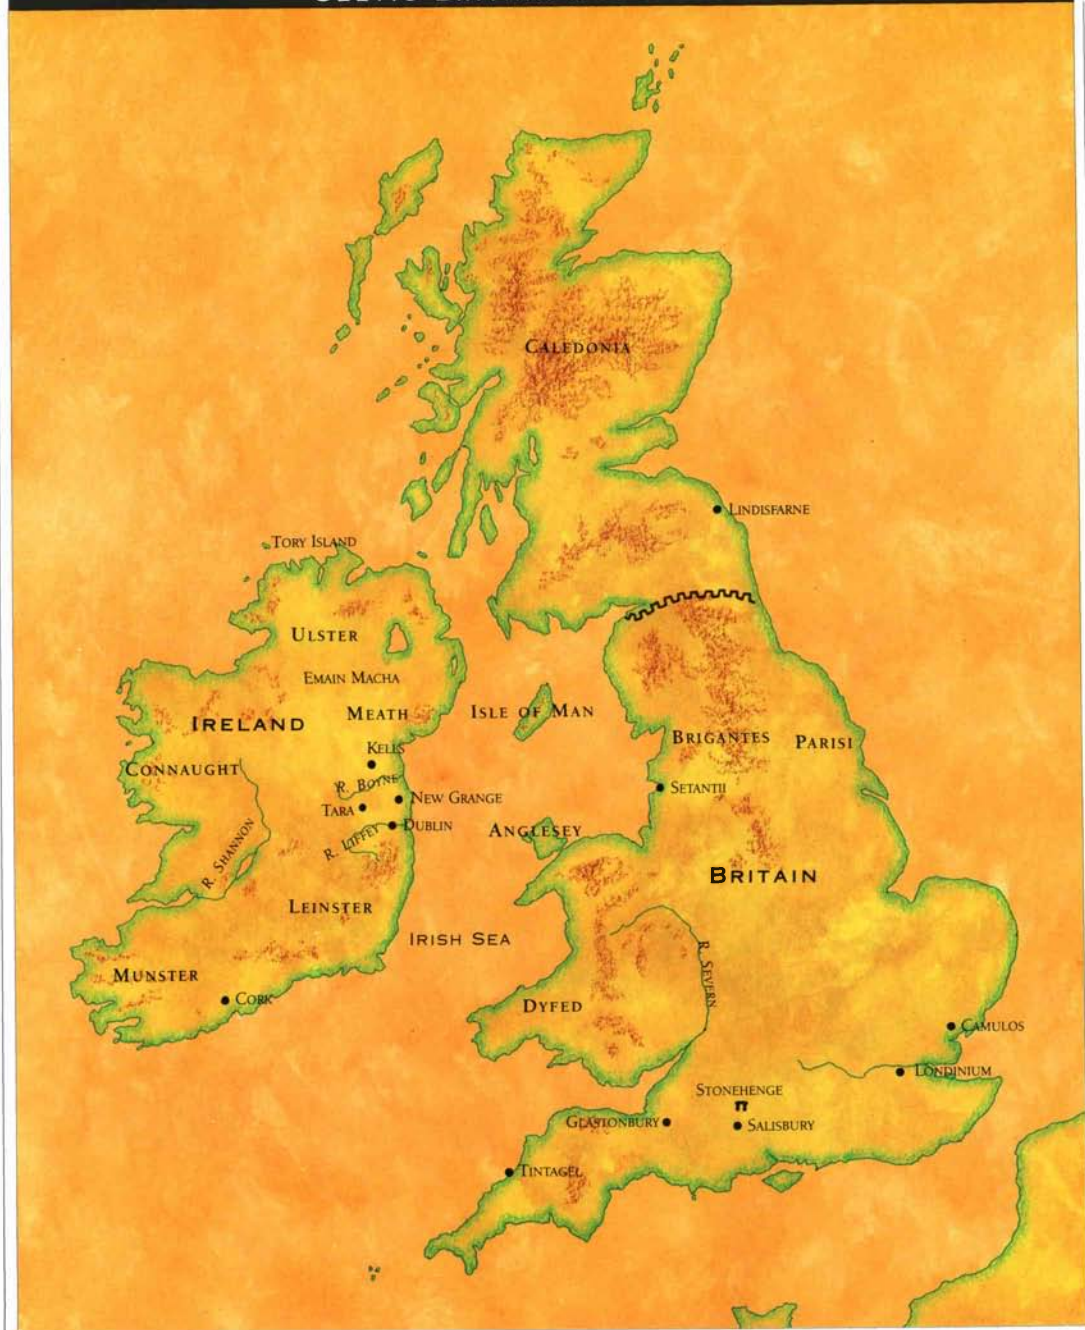 CALEDONIA
LINDISFARNE
TORY ISLAND
ULSTER
EMAIN MACHA
MEATH
ISLE OF MAN
IRELAND
BRIGANTES
PARISI
KELLS
CONNAUGHT
R. BOYNE
SETANTII
NEW GRANGE
TARA
DUBLIN
ANGLESEY
R. LIFFEY
R. SHANNON
BRITAIN
LEINSTER
IRISH SEA
R. SEVERN
MUNSTER
CORK
DYFED
CAMULOS
LONDINIUM
STONEHENGE
GLASTONBURY
SALISBURY
TINTAGEL